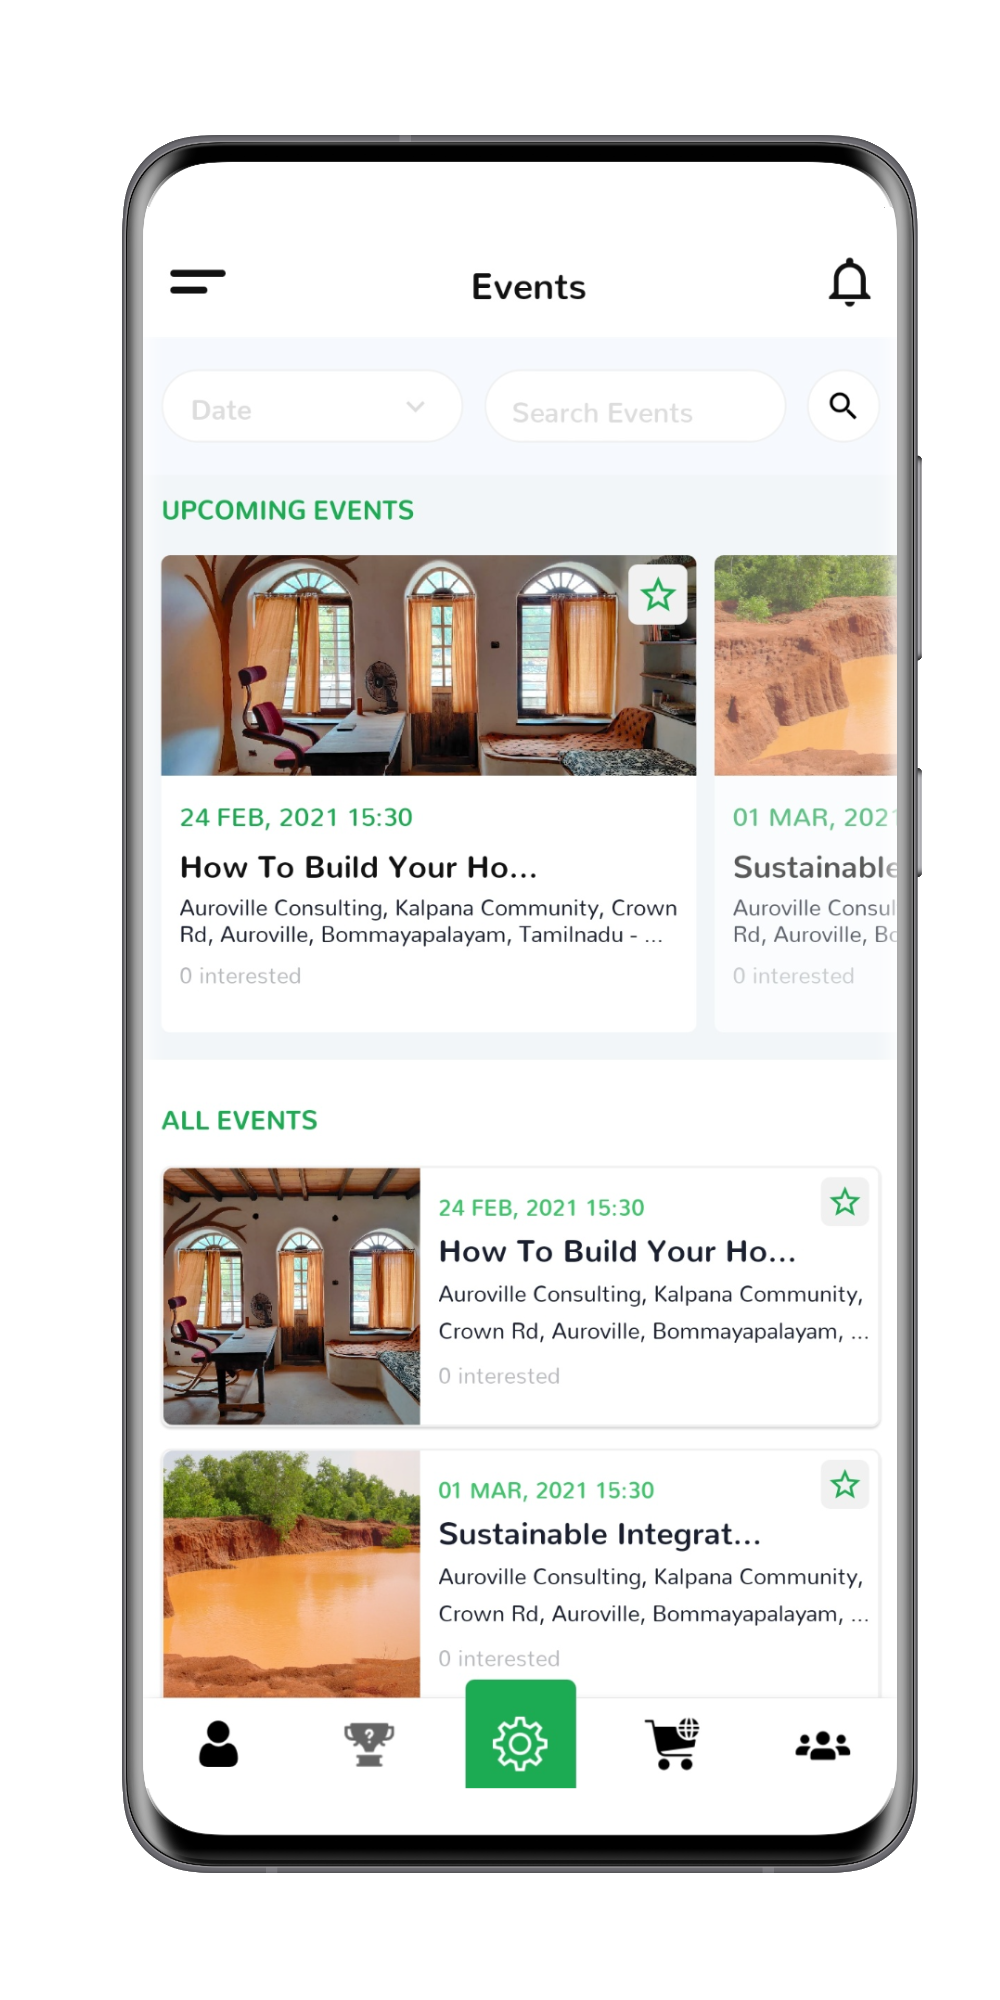 Events
Date
Search Events
UPCOMING EVENTS
24 FEB, 2021 15:30
How To Build Your Ho...
Auroville Consulting, Kalpana Community, Crown
Rd, Auroville, Bommayapalayam, Tamilnadu - ...
0 interested
01 MAR, 202
Sustainable
Auroville Consul
Rd, Auroville, Bo
0 interested
ALL EVENTS
24 FEB, 2021 15:30
How To Build Your Ho...
Auroville Consulting, Kalpana Community,
Crown Rd, Auroville, Bommayapalayam, ...
0 interested
01 MAR, 2021 15:30
Sustainable Integrat...
Auroville Consulting, Kalpana Community,
Crown Rd, Auroville, Bommayapalayam, ...
0 interested
?